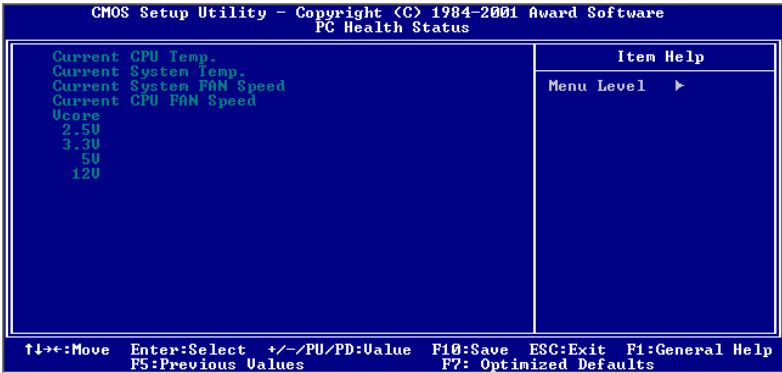 CMOS Setup Utility - Copyright (C) 1984-2001 Award Software
PC Health Status
Current CPU Temp.
Current System Temp.
Current System FAN Speed
Current CPU FAN Speed
Vcore
2.5V
3.3V
5V
12V
Item Help
Menu Level ►
↑↓→←:Move Enter:Select +/-/PU/PD:Value F10:Save ESC:Exit F1:General Help
F5:Previous Values F7: Optimized Defaults